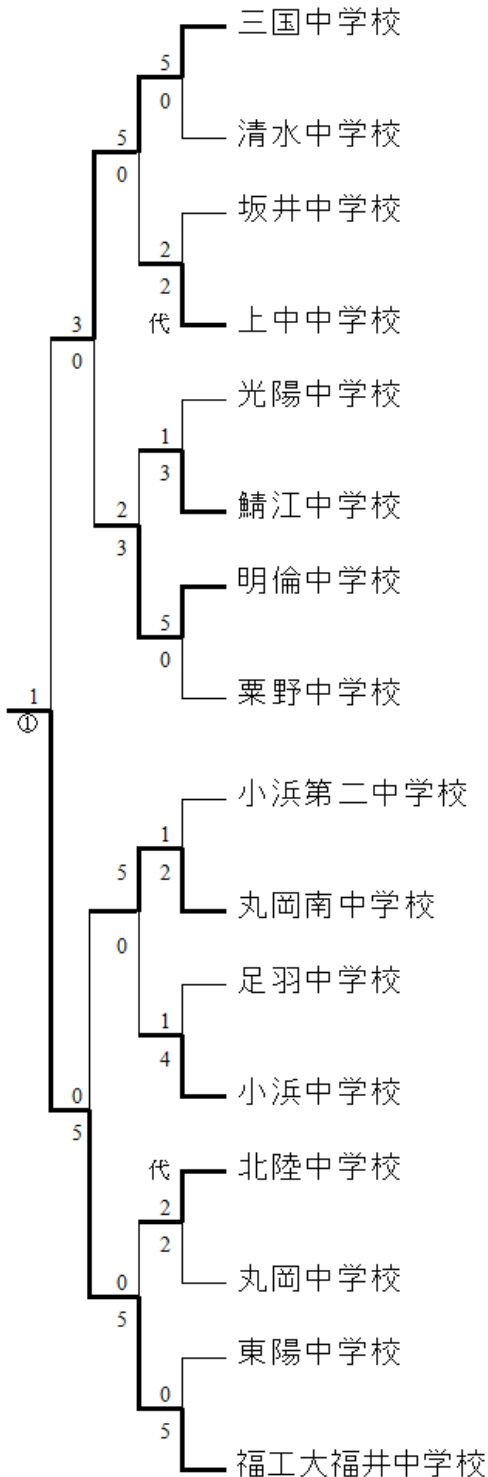 三国中学校
5
0
清水中学校
5
0
坂井中学校
2
2
代
上中中学校
3
0
光陽中学校
1
3
鯖江中学校
2
3
明倫中学校
5
0
粟野中学校
1
①
小浜第二中学校
1
2
5
0
丸岡南中学校
足羽中学校
1
4
小浜中学校
0
5
代
北陸中学校
2
2
丸岡中学校
0
5
東陽中学校
0
5
福工大福井中学校